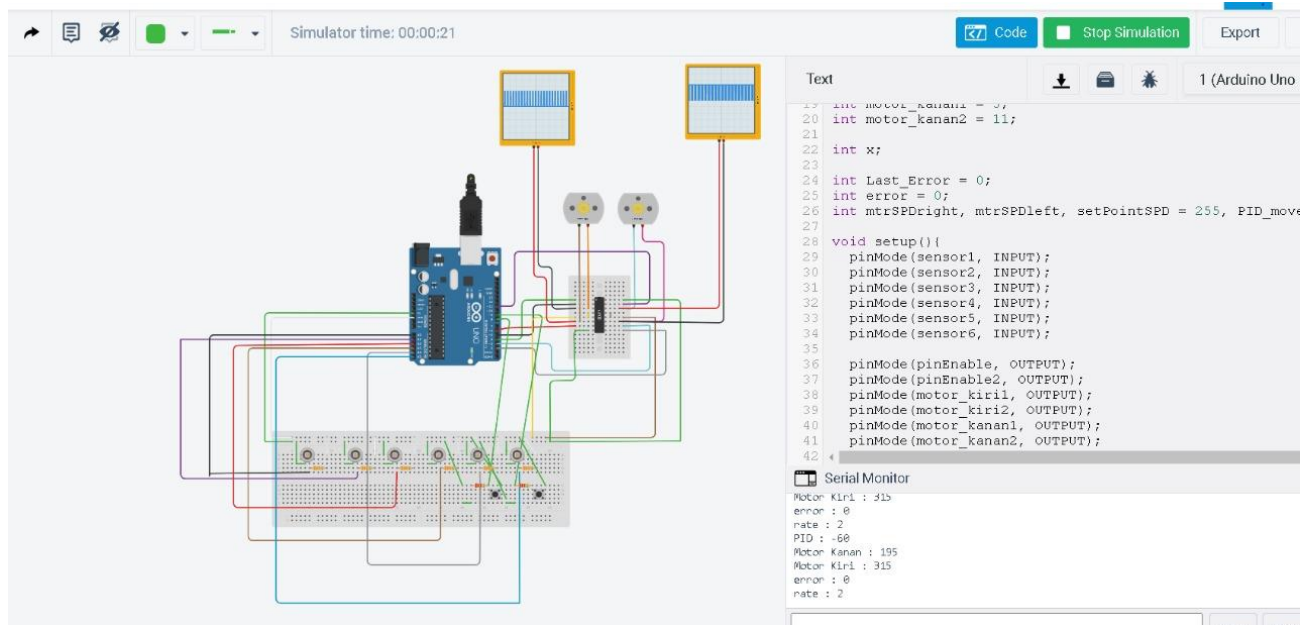 Simulator time: 00:00:21
Code
Stop Simulation
Export
Text
1 (Arduino Uno
19 int motor_kanan1 =
20 int motor_kanan2 = 11;
21
22 int x;
23
24 int Last_Error = 0;
25 int error = 0;
26 int mtrSPDright, mtrSPDleft, setPointSPD = 255, PID_move
27
28 void setup(){
29 pinMode(sensor1, INPUT);
30 pinMode(sensor2, INPUT);
31 pinMode(sensor3, INPUT);
32 pinMode(sensor4, INPUT);
33 pinMode(sensor5, INPUT);
34 pinMode(sensor6, INPUT);
35
36 pinMode(pinEnable, OUTPUT);
37 pinMode(pinEnable2, OUTPUT);
38 pinMode(motor_kiri1, OUTPUT);
39 pinMode(motor_kiri2, OUTPUT);
40 pinMode(motor_kanan1, OUTPUT);
41 pinMode(motor_kanan2, OUTPUT);
42
Serial Monitor
Motor Kiri : 315
error : 0
rate : 2
PID : -60
Motor Kanan : 195
Motor Kiri : 315
error : 0
rate : 2
UNO